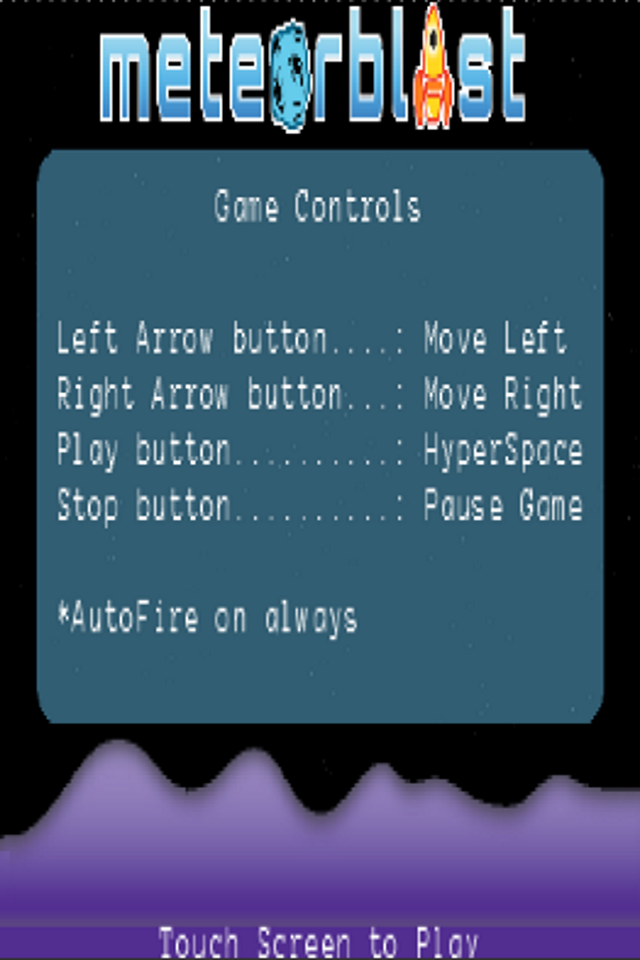 meteorblast
Game Controls
Left Arrow button....: Move Left
Right Arrow button...: Move Right
Play button..........: HyperSpace
Stop button..........: Pause Game
*AutoFire on always
Touch Screen to Play